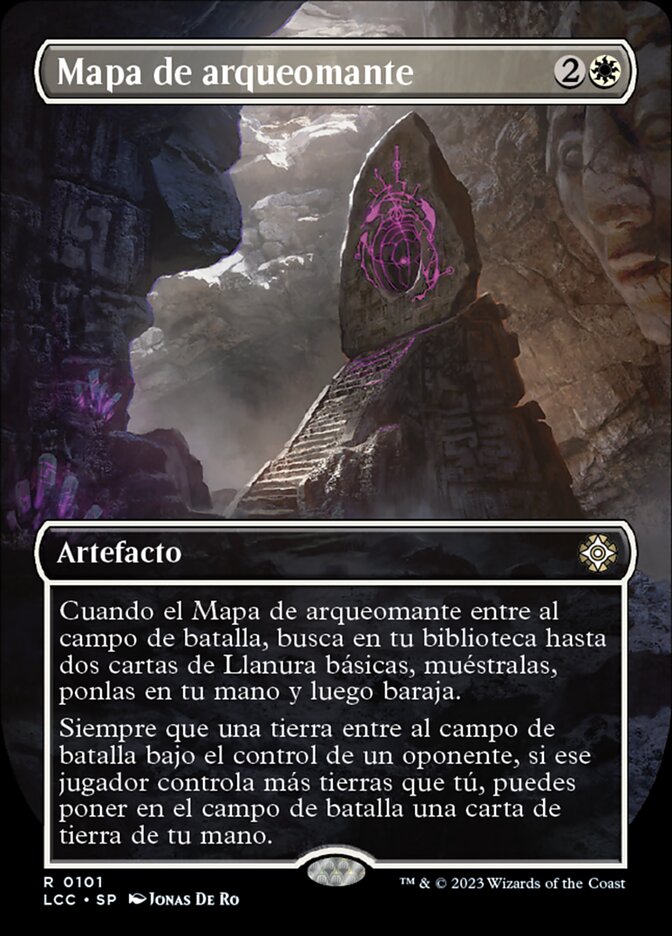 Mapa de arqueomante 2
Artefacto
Cuando el Mapa de arqueomante entre al
campo de batalla, busca en tu biblioteca hasta
dos cartas de Llanura básicas, muéstralas,
ponlas en tu mano y luego baraja.
Siempre que una tierra entre al campo de
batalla bajo el control de un oponente, si ese
jugador controla más tierras que tú, puedes
poner en el campo de batalla una carta de
tierra de tu mano.
R 0101
LCC • SP Jonas De Ro
™ & © 2023 Wizards of the Coast